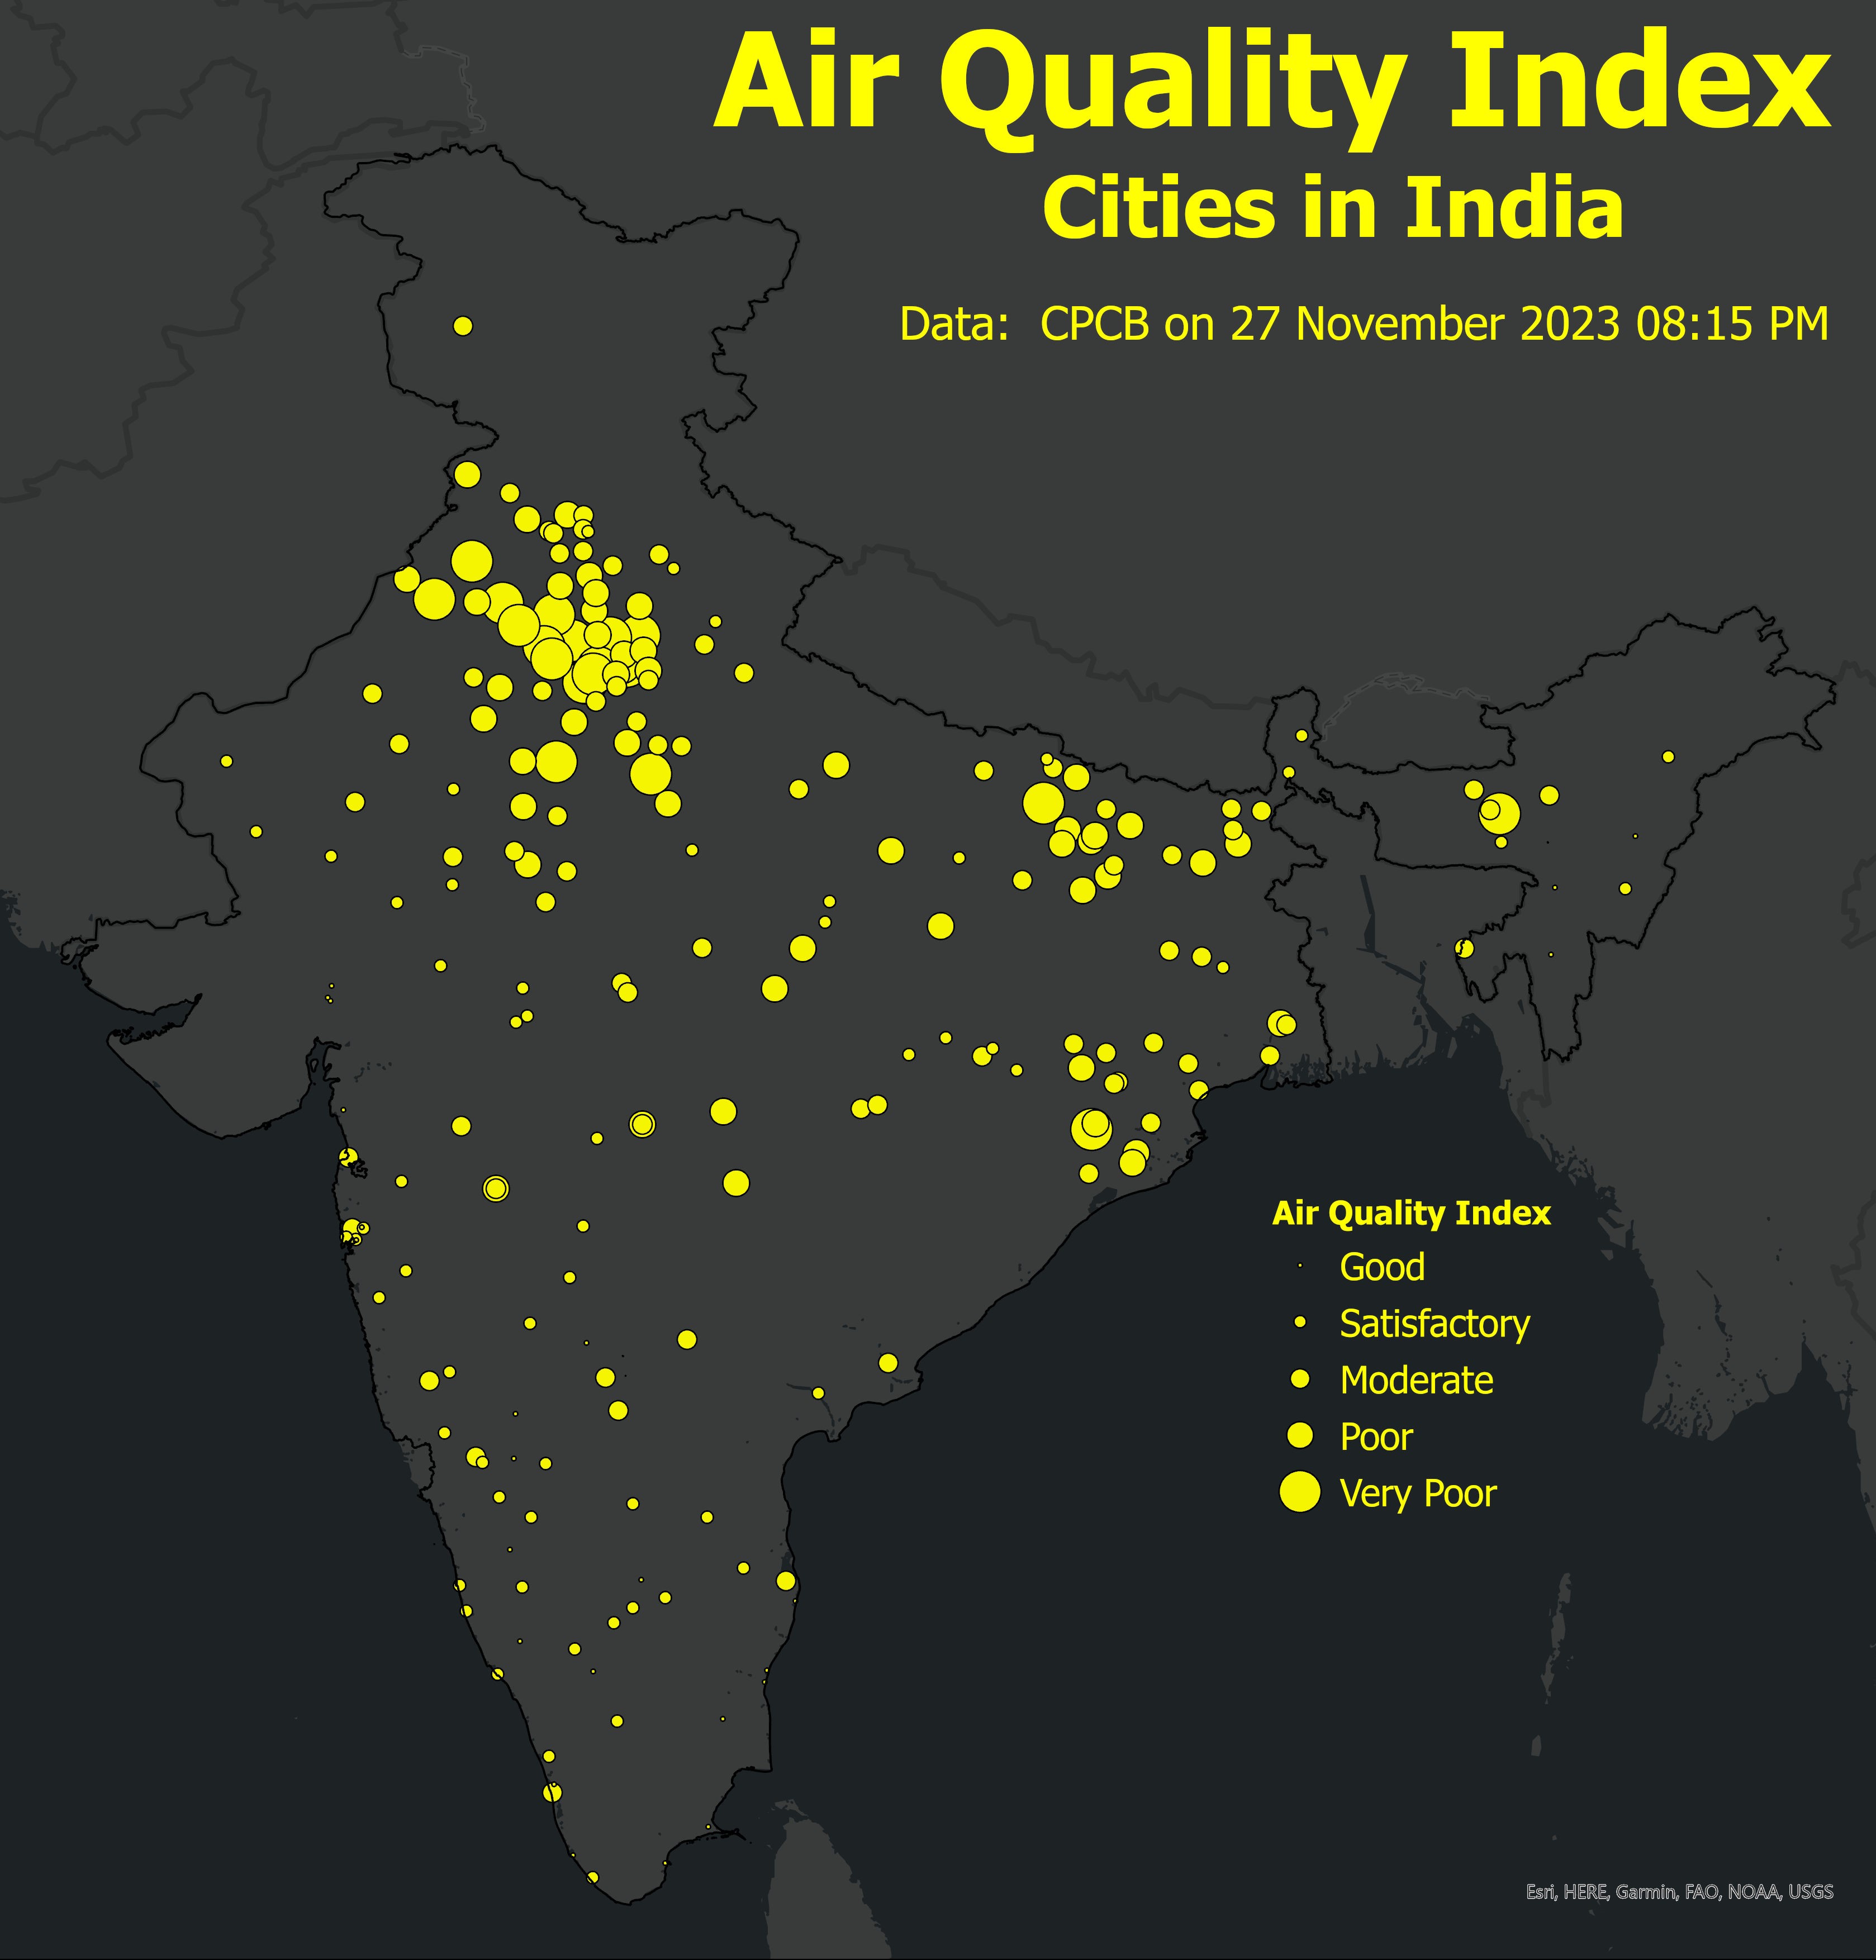 Air Quality Index
Cities in India
Data:  CPCB on 27 November 2023 08:15 PM
Air Quality Index
Good
Satisfactory
Moderate
Poor
Very Poor
Esri, HERE, Garmin, FAO, NOAA, USGS